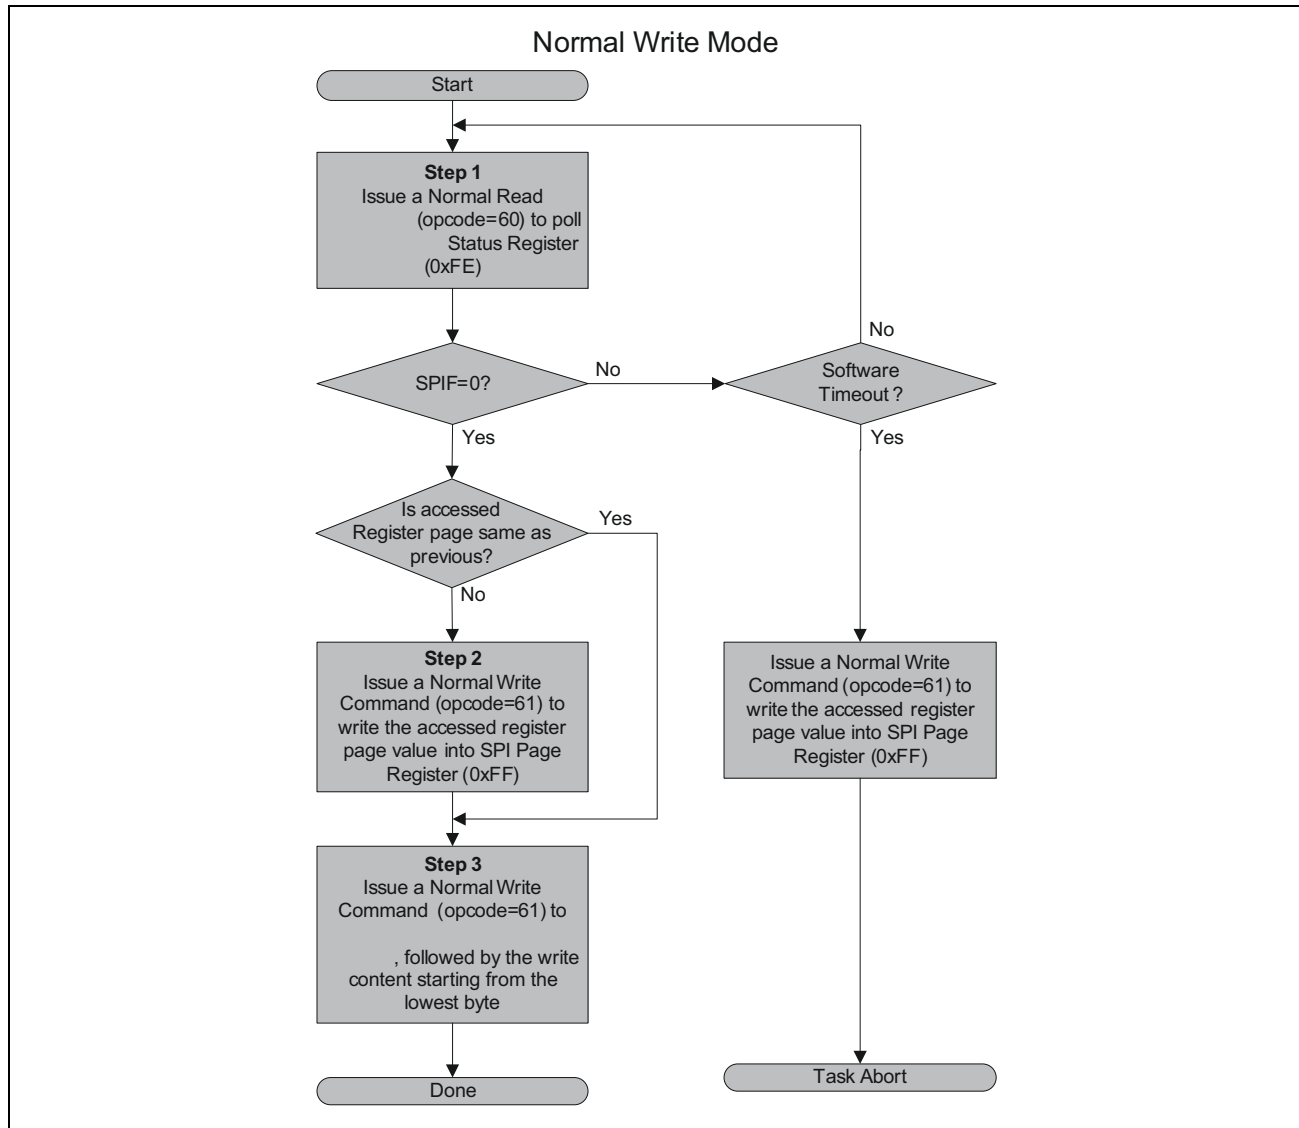 Normal Write Mode
Start
Step 1
Issue a Normal Read
(opcode=60) to poll
Status Register
(0xFE)
SPIF=0?
No
Yes
Software
Timeout ?
No
Yes
Is accessed
Register page same as
previous?
Yes
No
Step 2
Issue a Normal Write
Command (opcode=61) to
write the accessed register
page value into SPI Page
Register (0xFF)
Issue a Normal Write
Command (opcode=61) to
write the accessed register
page value into SPI Page
Register (0xFF)
Step 3
Issue a Normal Write
Command (opcode=61) to
, followed by the write
content starting from the
lowest byte
Done
Task Abort